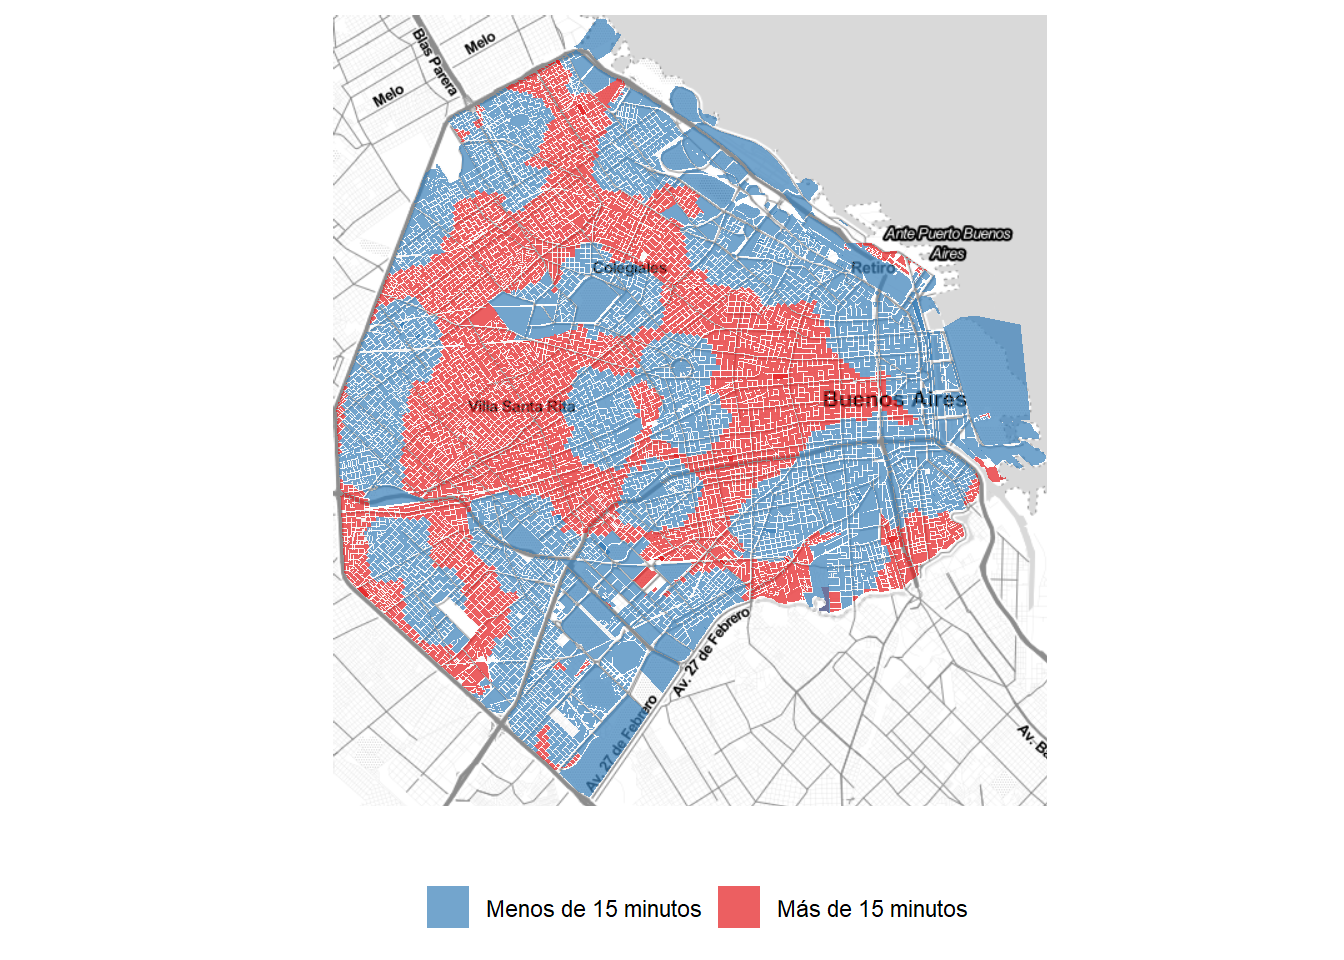 Melo
Blas Parera
Melo
Ante Puerto Buenos
Aires
Colegiales
Retiro
Villa Santa Rita
Buenos Aires
Av. 27 de Febrero
Av. 27 de Febrero
Av. Ba
Menos de 15 minutos
Más de 15 minutos